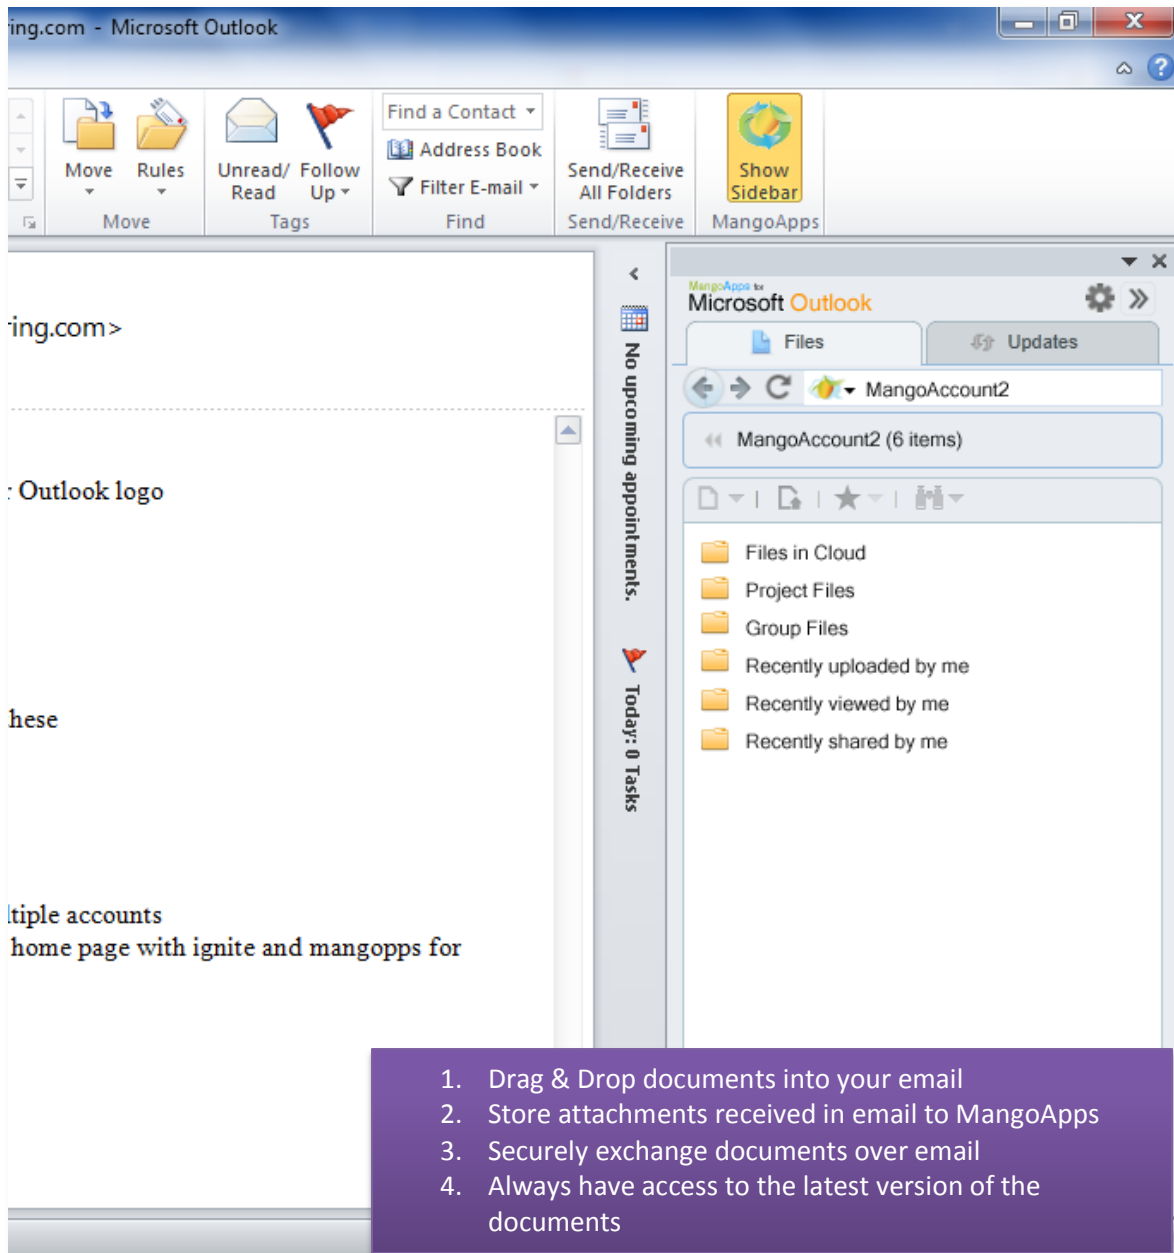 ring.com - Microsoft Outlook
Find a Contact
Address Book
Filter E-mail
Move
Rules
Unread/
Read
Follow
Up
Send/Receive
All Folders
Show
Sidebar
Move
Tags
Find
Send/Receive
MangoApps
ring.com>
Outlook logo
hese
ltiple accounts
home page with ignite and mangopps for
No upcoming appointments.
Today: 0 Tasks
MangoApps for
Microsoft Outlook
Files
Updates
MangoAccount2
MangoAccount2 (6 items)
Files in Cloud
Project Files
Group Files
Recently uploaded by me
Recently viewed by me
Recently shared by me
1. Drag & Drop documents into your email
2. Store attachments received in email to MangoApps
3. Securely exchange documents over email
4. Always have access to the latest version of the
documents